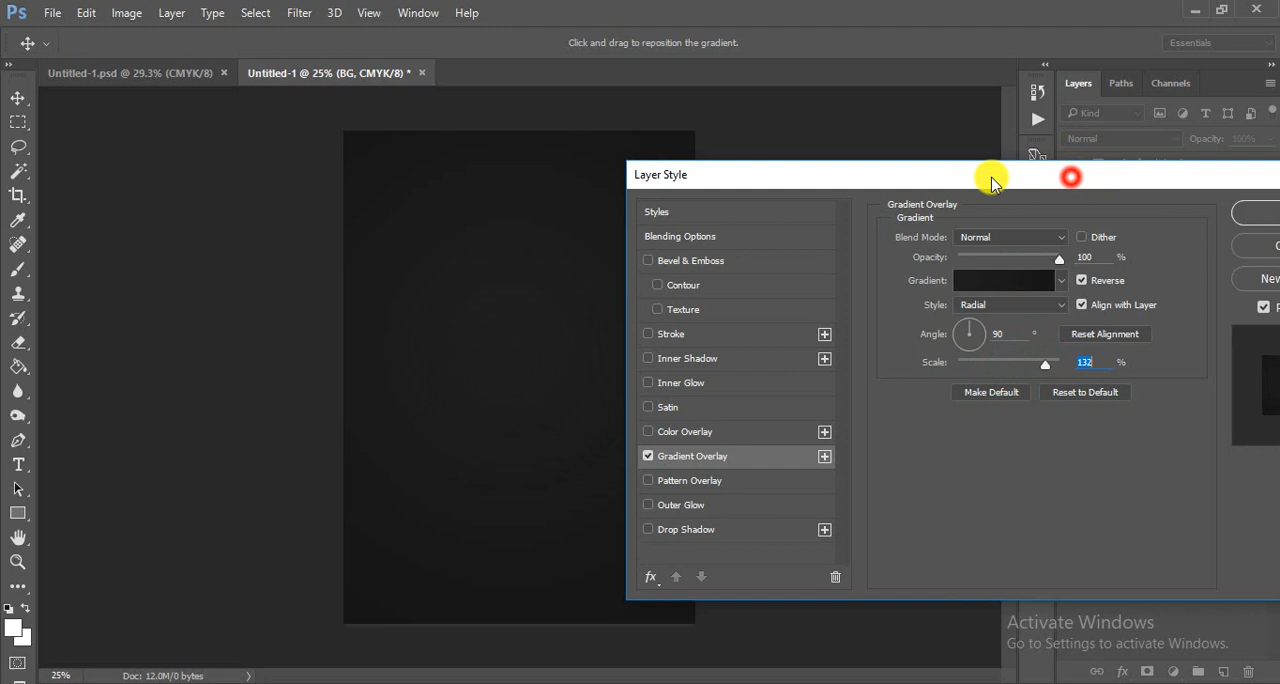 Ps File Edit Image Layer Type Select Filter 3D View Window Help
Click and drag to reposition the gradient.
Essentials
Untitled-1.psd @ 29.3% (CMYK/8) × Untitled-1 @ 25% (BG, CMYK/8) * ×
Layers Paths Channels
Kind
Normal Opacity: 100%
Layer Style
Styles
Blending Options
Bevel & Emboss
Contour
Texture
Stroke
Inner Shadow
Inner Glow
Satin
Color Overlay
Gradient Overlay
Pattern Overlay
Outer Glow
Drop Shadow
fx
Gradient Overlay
Gradient
Blend Mode: Normal Dither
Opacity: 100 %
Gradient: Reverse
Style: Radial Align with Layer
Angle: 90 ° Reset Alignment
Scale: 132 %
Make Default Reset to Default
New
Activate Windows
Go to Settings to activate Windows.
fx
25% Doc: 12.0M/0 bytes